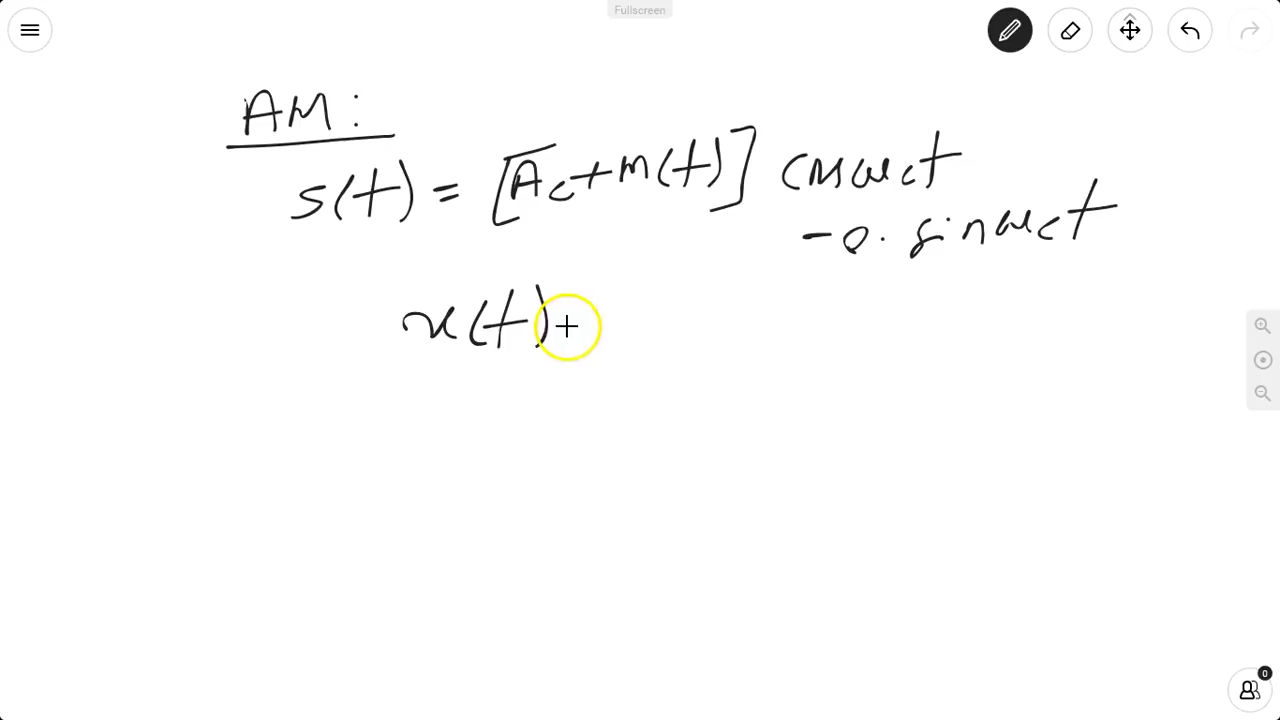 Fullscreen
AM:
s(t) = [Ac+m(t)] cosωct
-0. sinωct
x(t)
0